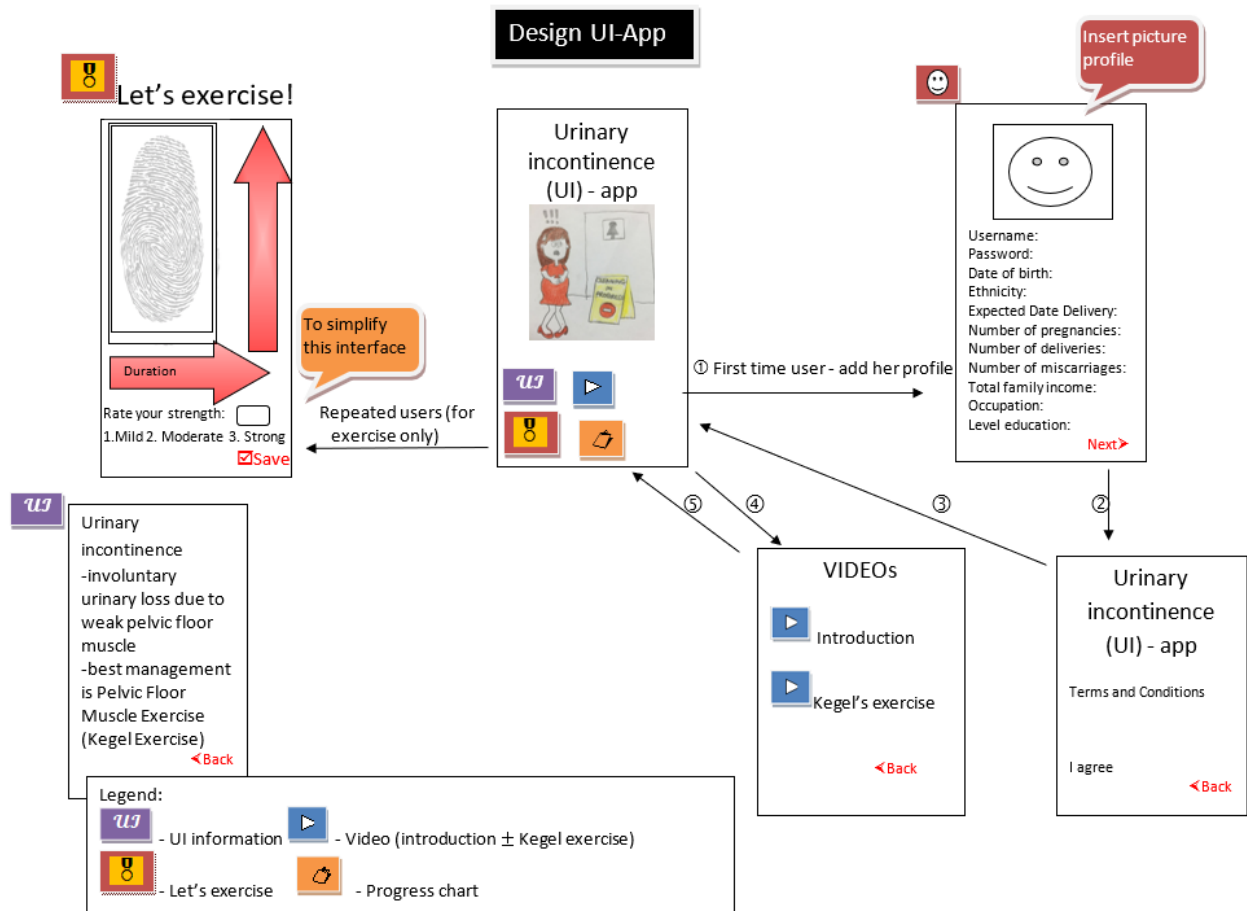 Design UI-App
Insert picture
profile
Let's exercise!
Duration
Rate your strength:
1.Mild 2. Moderate 3. Strong
Save
To simplify
this interface
Repeated users (for
exercise only)
Urinary
incontinence
(UI) - app
!!!
CLEANING
IN
PROGRESS
UI
① First time user - add her profile
Username:
Password:
Date of birth:
Ethnicity:
Expected Date Delivery:
Number of pregnancies:
Number of deliveries:
Number of miscarriages:
Total family income:
Occupation:
Level education:
Next
②
③
④
⑤
UI
Urinary
incontinence
-involuntary
urinary loss due to
weak pelvic floor
muscle
-best management
is Pelvic Floor
Muscle Exercise
(Kegel Exercise)
Back
VIDEOs
Introduction
Kegel's exercise
Back
Urinary
incontinence
(UI) - app
Terms and Conditions
I agree
Back
Legend:
UI - UI information
- Video (introduction ± Kegel exercise)
- Let's exercise
- Progress chart